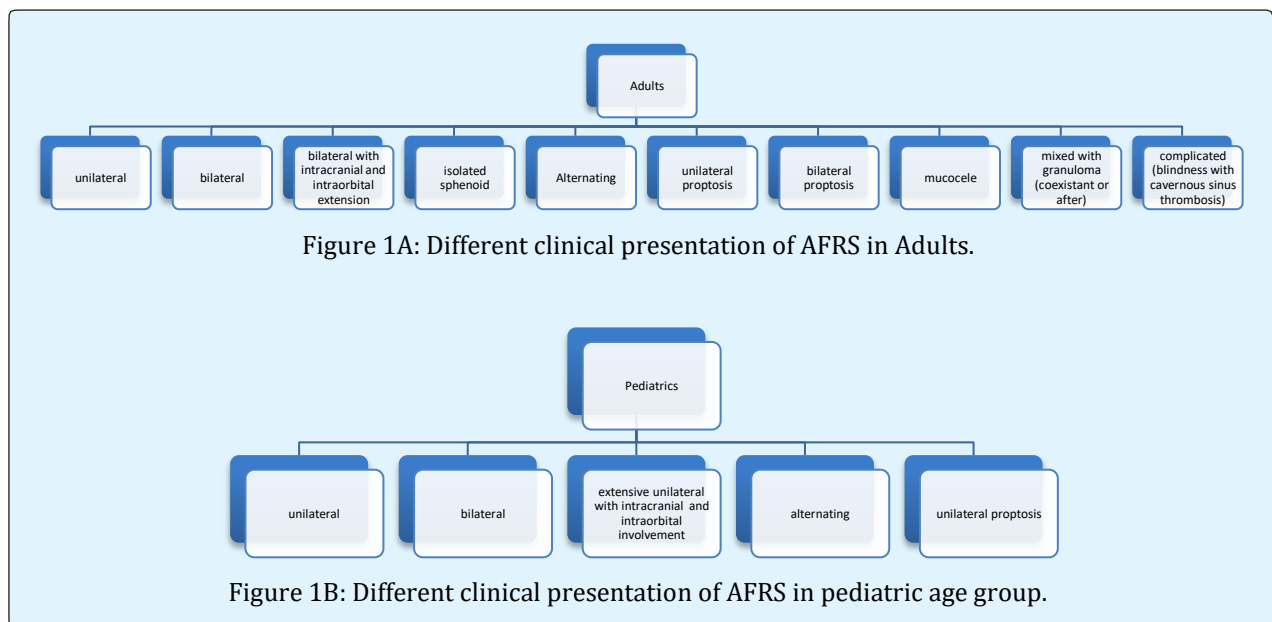 Adults
unilateral
bilateral
bilateral with
intracranial and
intraorbital
extension
isolated
sphenoid
Alternating
unilateral
proptosis
bilateral
proptosis
mucocele
mixed with
granuloma
(coexistant or
after)
complicated
(blindness with
cavernous sinus
thrombosis)
Figure 1A: Different clinical presentation of AFRS in Adults.
Pediatrics
unilateral
bilateral
extensive unilateral
with intracranial and
intraorbital
involvement
alternating
unilateral proptosis
Figure 1B: Different clinical presentation of AFRS in pediatric age group.